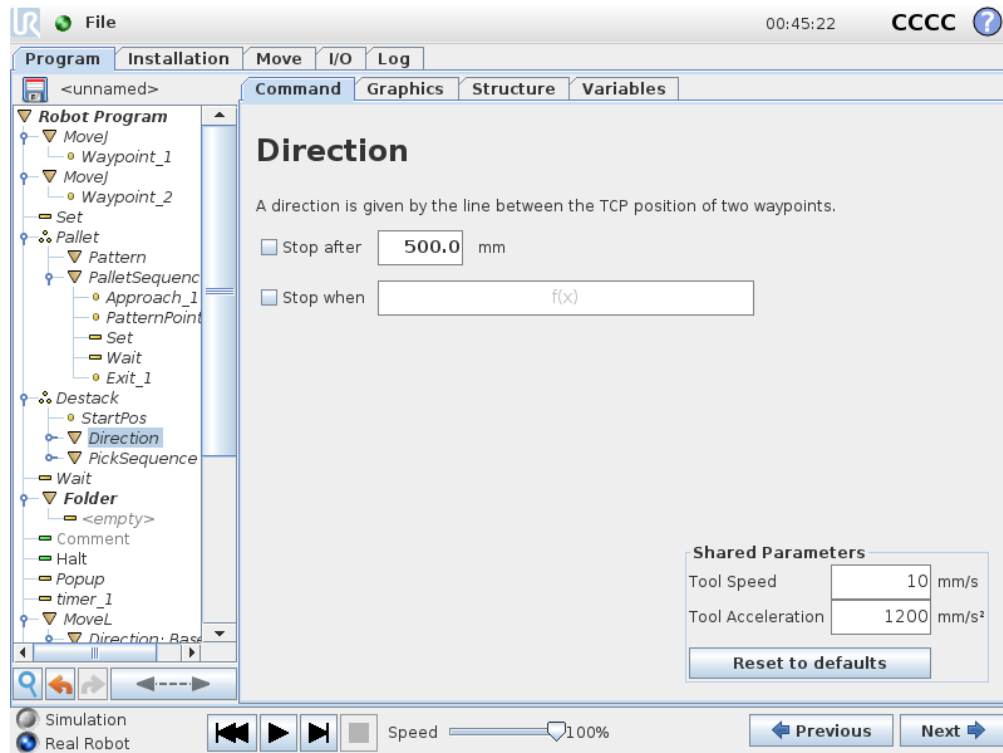 UR File 00:45:22 CCCC ?
Program Installation Move I/O Log
<unnamed> Command Graphics Structure Variables
Robot Program
MoveJ
Waypoint_1
MoveJ
Waypoint_2
Set
Pallet
Pattern
PalletSequenc
Approach_1
PatternPoint
Set
Wait
Exit_1
Destack
StartPos
Direction
PickSequence
Wait
Folder
<empty>
Comment
Halt
Popup
timer_1
MoveL
Direction: Base
Direction
A direction is given by the line between the TCP position of two waypoints.
Stop after 500.0 mm
Stop when f(x)
Shared Parameters
Tool Speed 10 mm/s
Tool Acceleration 1200 mm/s²
Reset to defaults
Simulation
Real Robot
Speed 100%
Previous Next